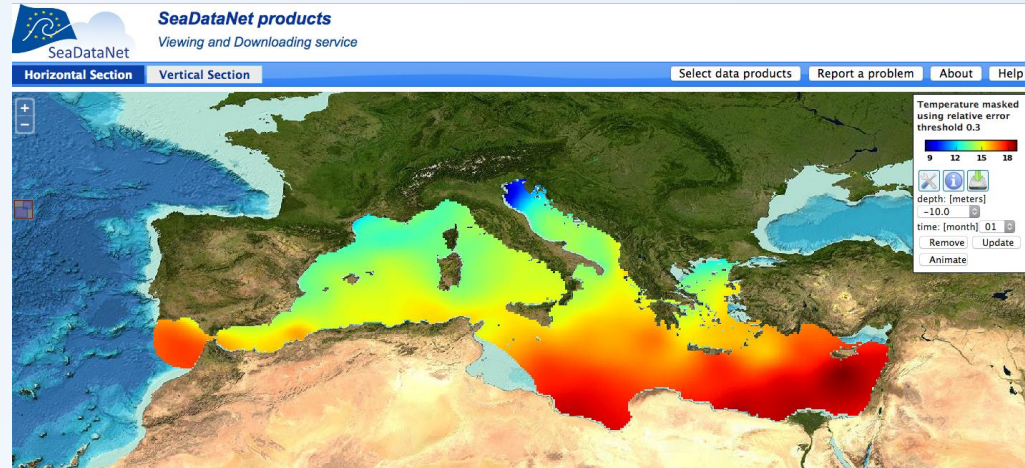 SeaDataNet
SeaDataNet products
Viewing and Downloading service
Horizontal Section
Vertical Section
Select data products
Report a problem
About
Help
+
−
Temperature masked
using relative error
threshold 0.3
9 12 15 18
i
depth: [meters]
-10.0
time: [month] 01
Remove Update
Animate